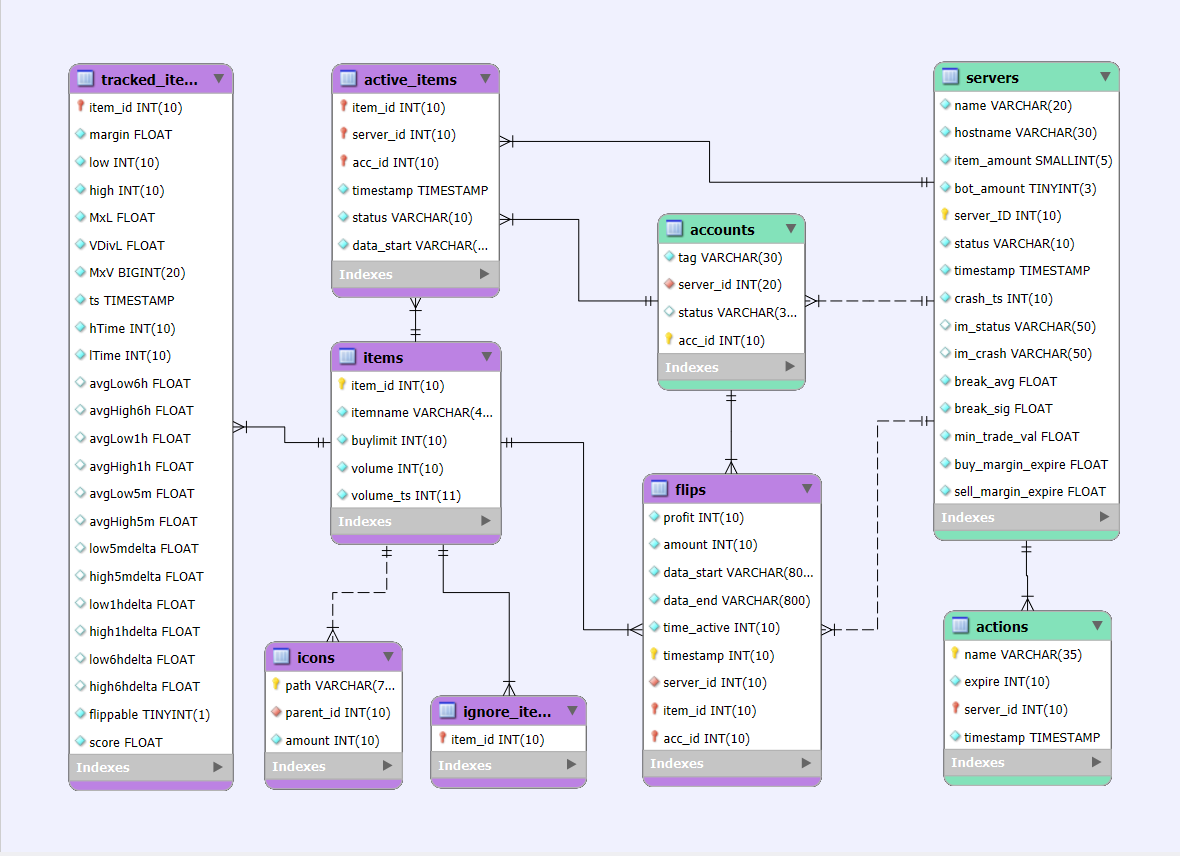 tracked_ite...
item_id INT(10)
margin FLOAT
low INT(10)
high INT(10)
MxL FLOAT
VDivL FLOAT
MxV BIGINT(20)
ts TIMESTAMP
hTime INT(10)
lTime INT(10)
avgLow6h FLOAT
avgHigh6h FLOAT
avgLow1h FLOAT
avgHigh1h FLOAT
avgLow5m FLOAT
avgHigh5m FLOAT
low5mdelta FLOAT
high5mdelta FLOAT
low1hdelta FLOAT
high1hdelta FLOAT
low6hdelta FLOAT
high6hdelta FLOAT
flippable TINYINT(1)
score FLOAT
Indexes
active_items
item_id INT(10)
server_id INT(10)
acc_id INT(10)
timestamp TIMESTAMP
status VARCHAR(10)
data_start VARCHAR(...
Indexes
items
item_id INT(10)
itemname VARCHAR(4...
buylimit INT(10)
volume INT(10)
volume_ts INT(11)
Indexes
icons
path VARCHAR(7...
parent_id INT(10)
amount INT(10)
Indexes
ignore_ite...
item_id INT(10)
Indexes
accounts
tag VARCHAR(30)
server_id INT(20)
status VARCHAR(3...
acc_id INT(10)
Indexes
flips
profit INT(10)
amount INT(10)
data_start VARCHAR(80...
data_end VARCHAR(800)
time_active INT(10)
timestamp INT(10)
server_id INT(10)
item_id INT(10)
acc_id INT(10)
Indexes
servers
name VARCHAR(20)
hostname VARCHAR(30)
item_amount SMALLINT(5)
bot_amount TINYINT(3)
server_ID INT(10)
status VARCHAR(10)
timestamp TIMESTAMP
crash_ts INT(10)
im_status VARCHAR(50)
im_crash VARCHAR(50)
break_avg FLOAT
break_sig FLOAT
min_trade_val FLOAT
buy_margin_expire FLOAT
sell_margin_expire FLOAT
Indexes
actions
name VARCHAR(35)
expire INT(10)
server_id INT(10)
timestamp TIMESTAMP
Indexes